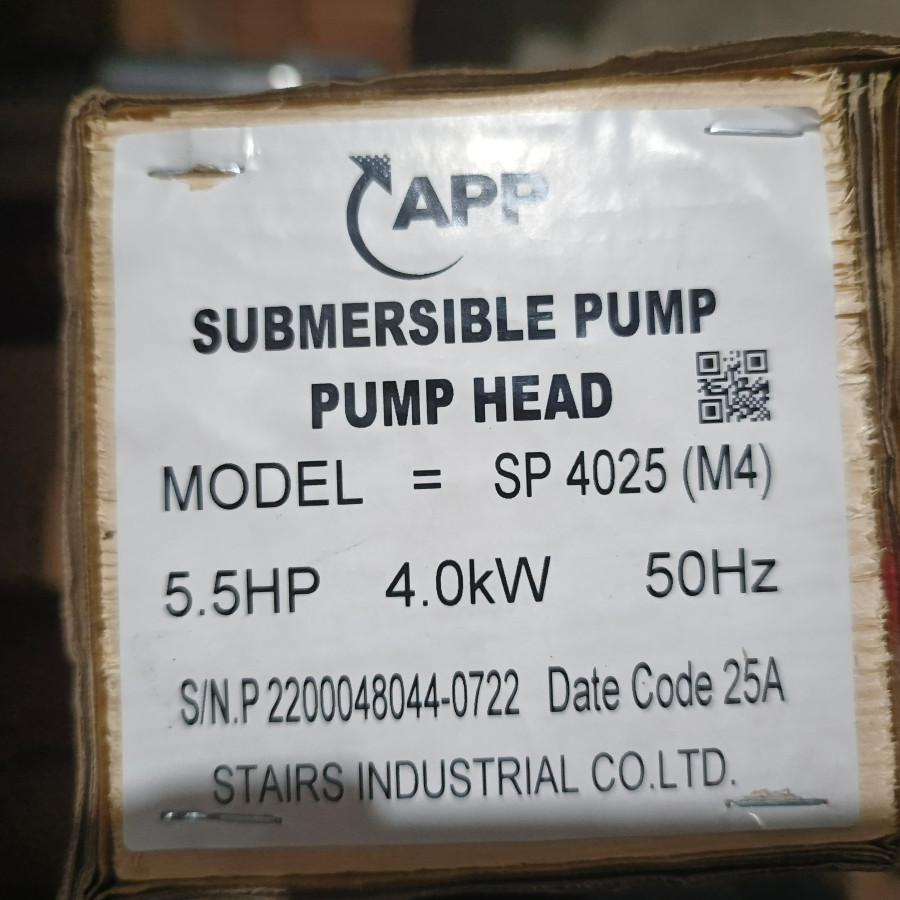 APP
SUBMERSIBLE PUMP
PUMP HEAD
MODEL = SP 4025 (M4)
5.5HP 4.0kW 50Hz
S/N.P 2200048044-0722 Date Code 25A
STAIRS INDUSTRIAL CO.LTD.